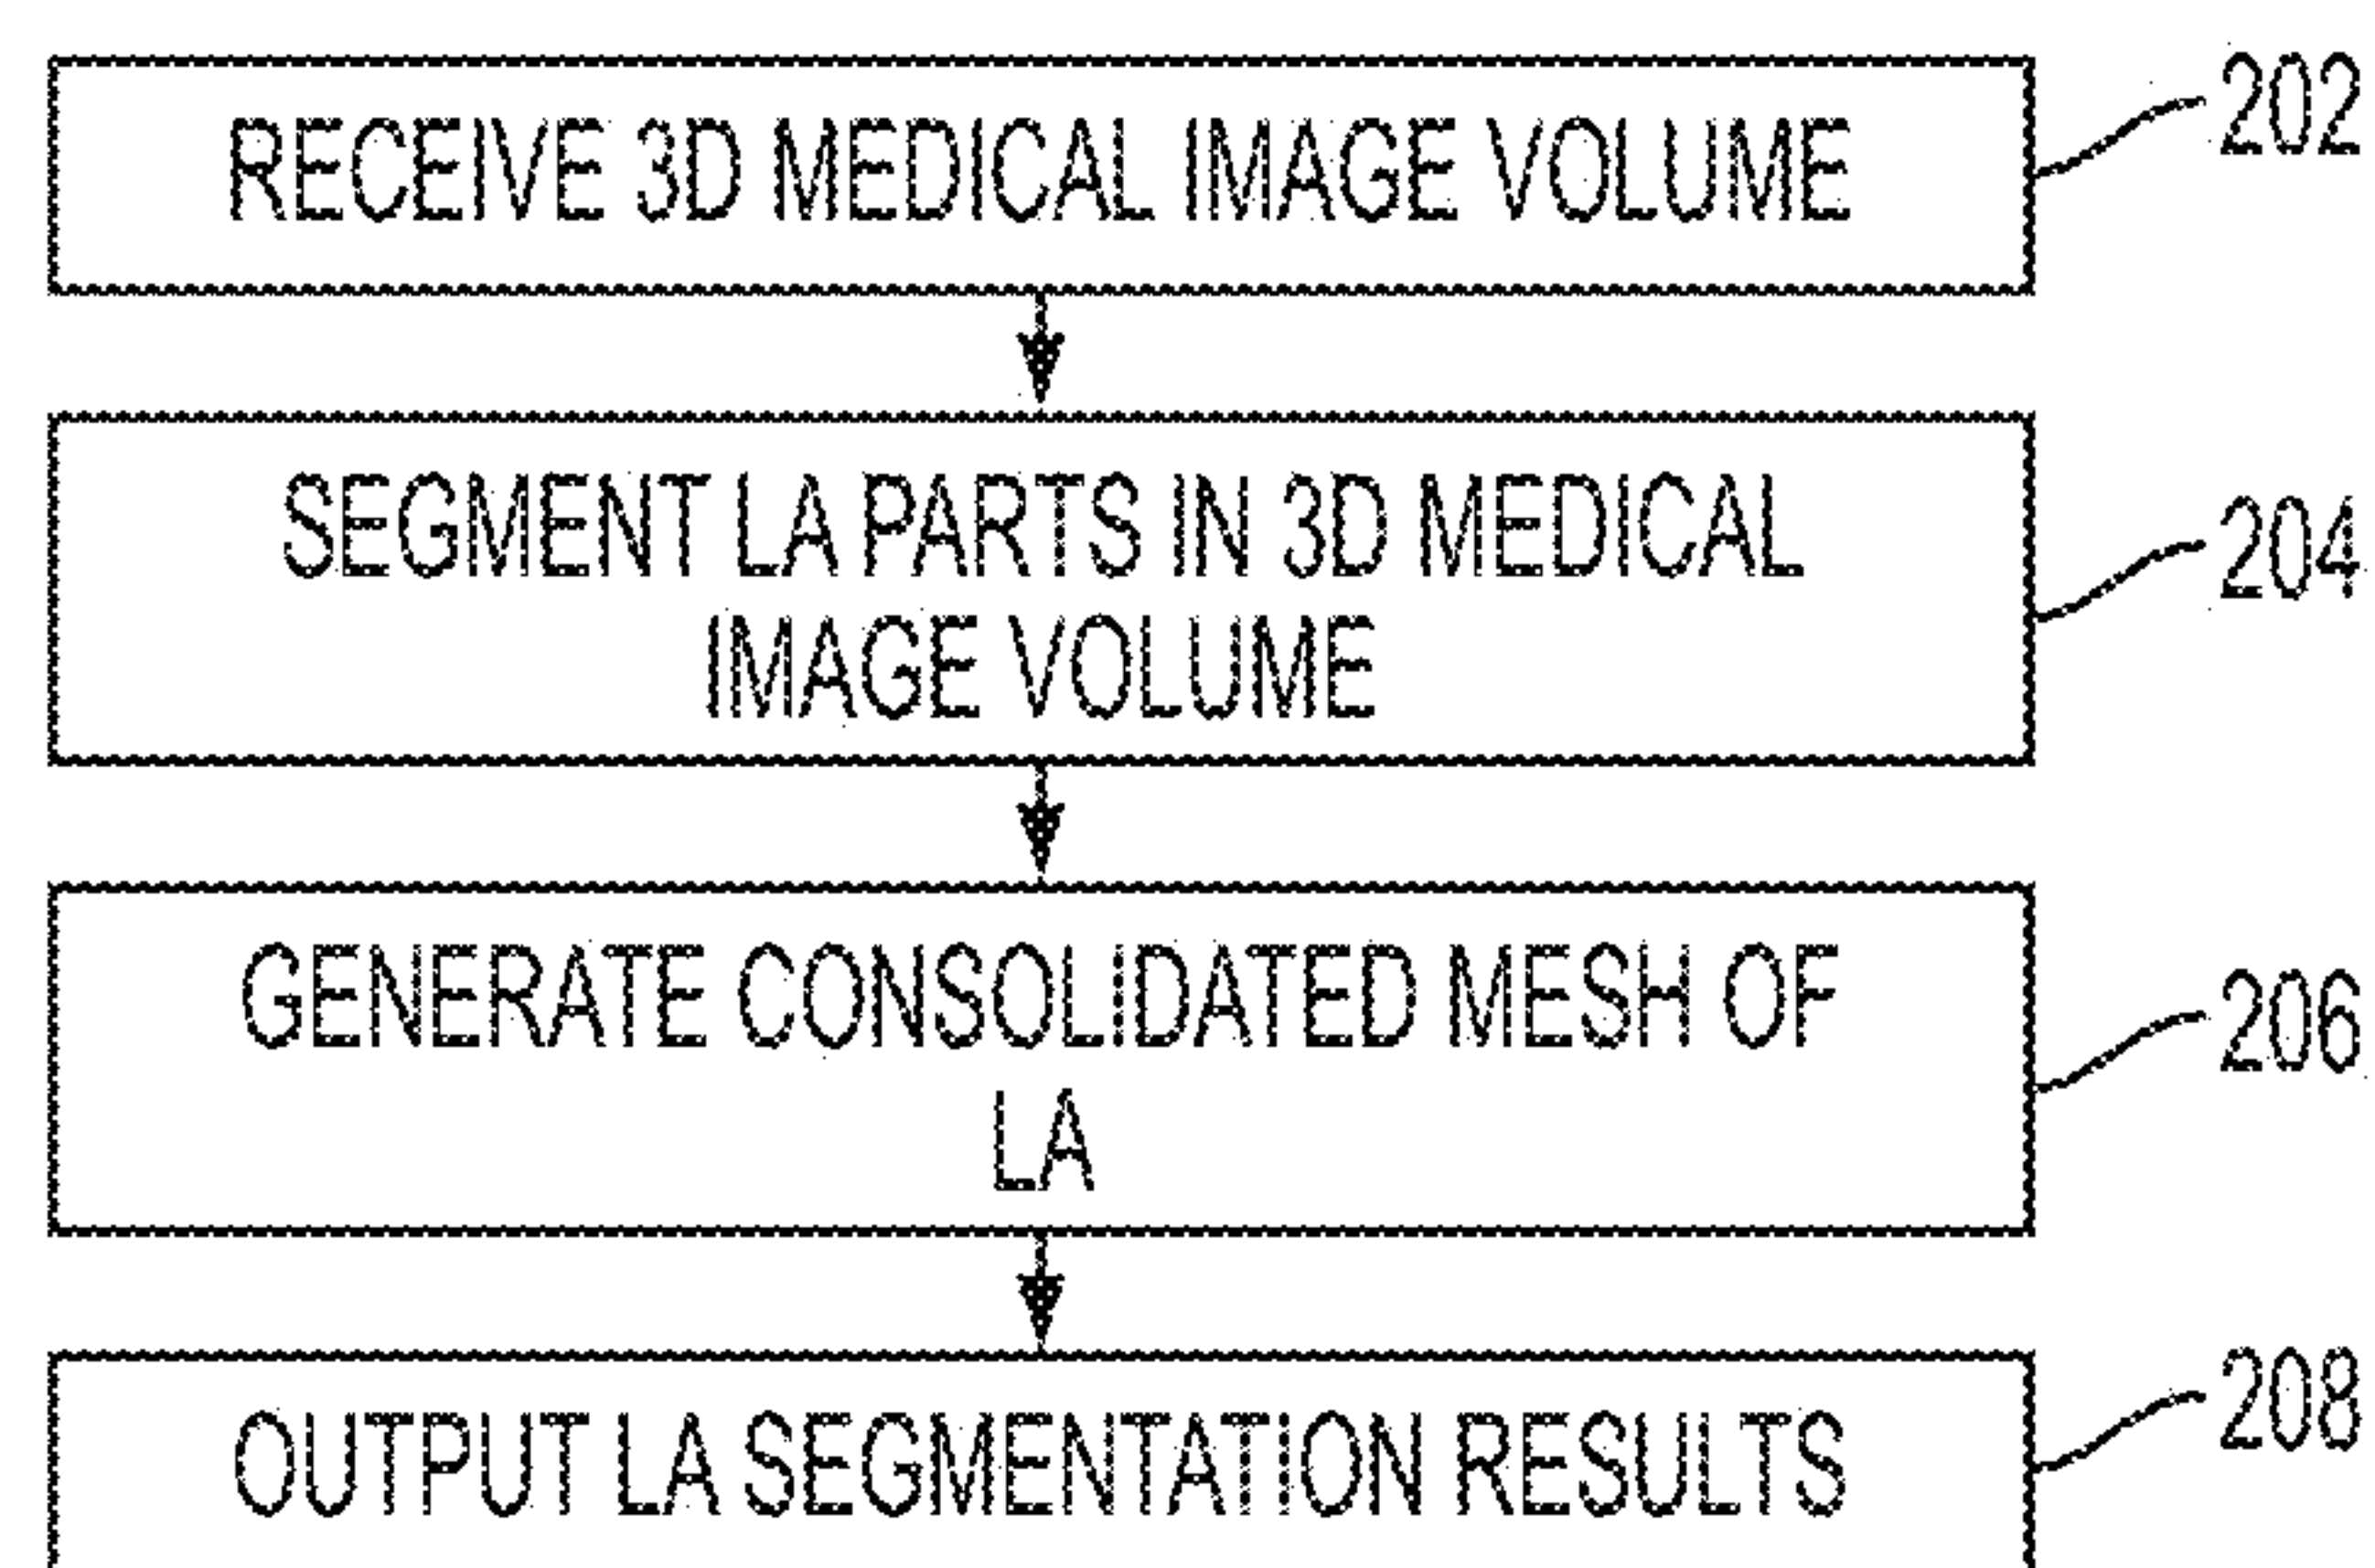 RECEIVE 3D MEDICAL IMAGE VOLUME
202
SEGMENT LA PARTS IN 3D MEDICAL
IMAGE VOLUME
204
GENERATE CONSOLIDATED MESH OF
LA
206
OUTPUT LA SEGMENTATION RESULTS
208